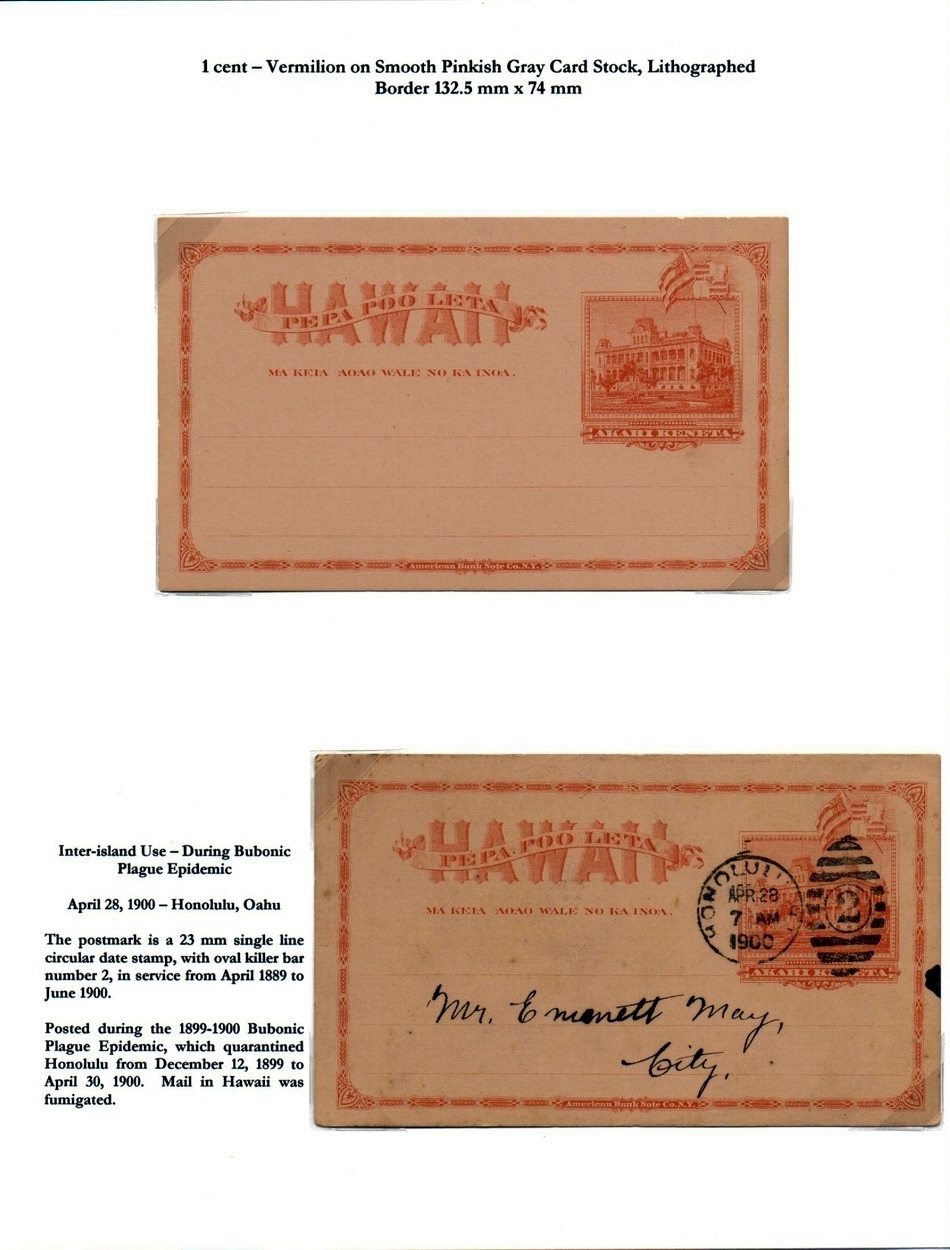 1 cent – Vermilion on Smooth Pinkish Gray Card Stock, Lithographed
Border 132.5 mm x 74 mm
HAWAII
PEPA POO LETA
MA KEIA AOAO WALE NO KA INOA.
AKAHI KENETA
American Bank Note Co. N.Y.
Inter-island Use – During Bubonic
Plague Epidemic
April 28, 1900 – Honolulu, Oahu
The postmark is a 23 mm single line
circular date stamp, with oval killer bar
number 2, in service from April 1889 to
June 1900.
Posted during the 1899-1900 Bubonic
Plague Epidemic, which quarantined
Honolulu from December 12, 1899 to
April 30, 1900. Mail in Hawaii was
fumigated.
HAWAII
PEPA POO LETA
MA KEIA AOAO WALE NO KA INOA.
HONOLULU
APR 28
7 AM
1900
2
AKAHI KENETA
Mr. Emmett May,
City.
American Bank Note Co. N.Y.